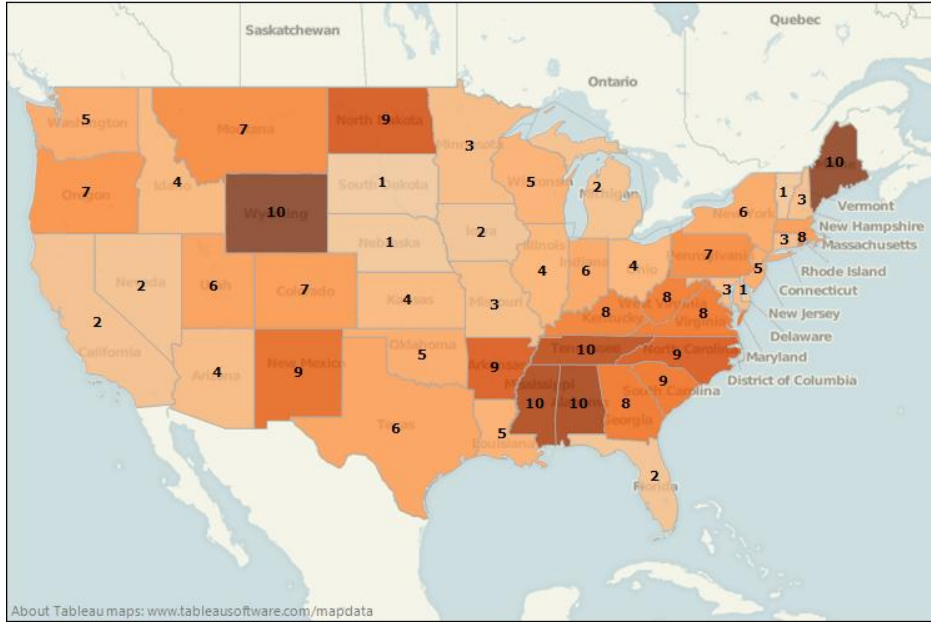 Saskatchewan
Quebec
Ontario
5
Washington
7
Montana
9
North Dakota
3
Minnesota
10
Maine
7
Oregon
4
Idaho
1
South Dakota
5
Wisconsin
2
Michigan
1
3
Vermont
10
Wyoming
6
New York
New Hampshire
3
8
Massachusetts
1
Nebraska
2
Iowa
7
Pennsylvania
Rhode Island
2
Nevada
6
Utah
7
Colorado
4
Illinois
6
Indiana
4
Ohio
5
Connecticut
3
1
New Jersey
2
California
4
Kansas
3
Missouri
8
Kentucky
8
West Virginia
8
Virginia
Delaware
Maryland
4
Arizona
9
New Mexico
5
Oklahoma
9
Arkansas
10
Tennessee
9
North Carolina
District of Columbia
6
Texas
5
Louisiana
10
Mississippi
10
Alabama
8
Georgia
9
South Carolina
2
Florida
About Tableau maps: www.tableausoftware.com/mapdata